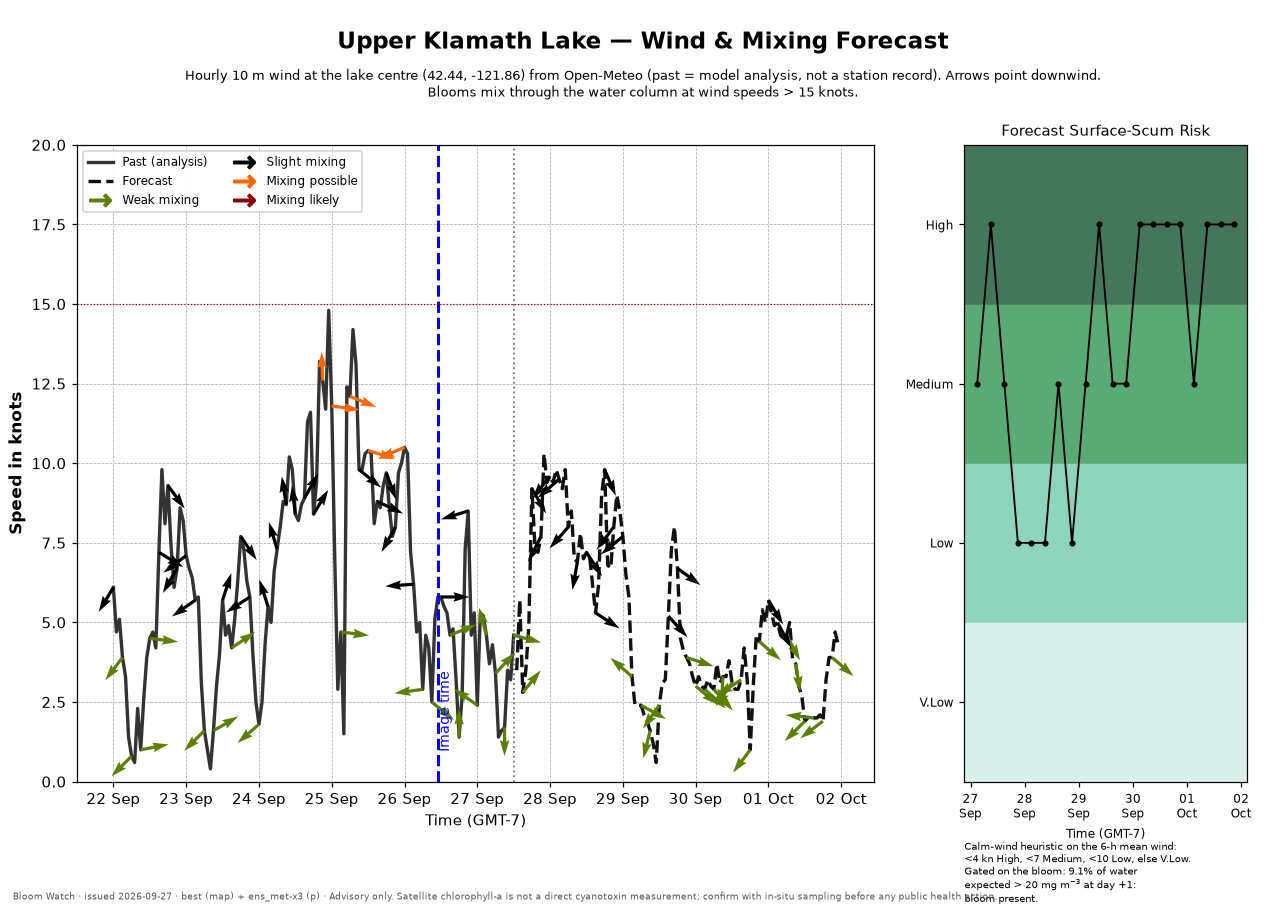 Upper Klamath Lake — Wind & Mixing Forecast
Hourly 10 m wind at the lake centre (42.44, -121.86) from Open-Meteo (past = model analysis, not a station record). Arrows point downwind.
Blooms mix through the water column at wind speeds > 15 knots.
Past (analysis)
Forecast
Weak mixing
Slight mixing
Mixing possible
Mixing likely
Speed in knots
20.0
17.5
15.0
12.5
10.0
7.5
5.0
2.5
0.0
Image time
22 Sep 23 Sep 24 Sep 25 Sep 26 Sep 27 Sep 28 Sep 29 Sep 30 Sep 01 Oct 02 Oct
Time (GMT-7)
Forecast Surface-Scum Risk
High
Medium
Low
V.Low
27 28 29 30 01 02
Sep Sep Sep Sep Oct Oct
Time (GMT-7)
Calm-wind heuristic on the 6-h mean wind:
<4 kn High, <7 Medium, <10 Low, else V.Low.
Gated on the bloom: 9.1% of water
expected > 20 mg m⁻³ at day +1:
bloom present.
Bloom Watch · issued 2026-09-27 · best (map) + ens_met-x3 (p) · Advisory only. Satellite chlorophyll-a is not a direct cyanotoxin measurement; confirm with in-situ sampling before any public health action.